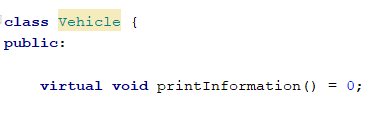 class Vehicle {
public:
    virtual void printInformation() = 0;